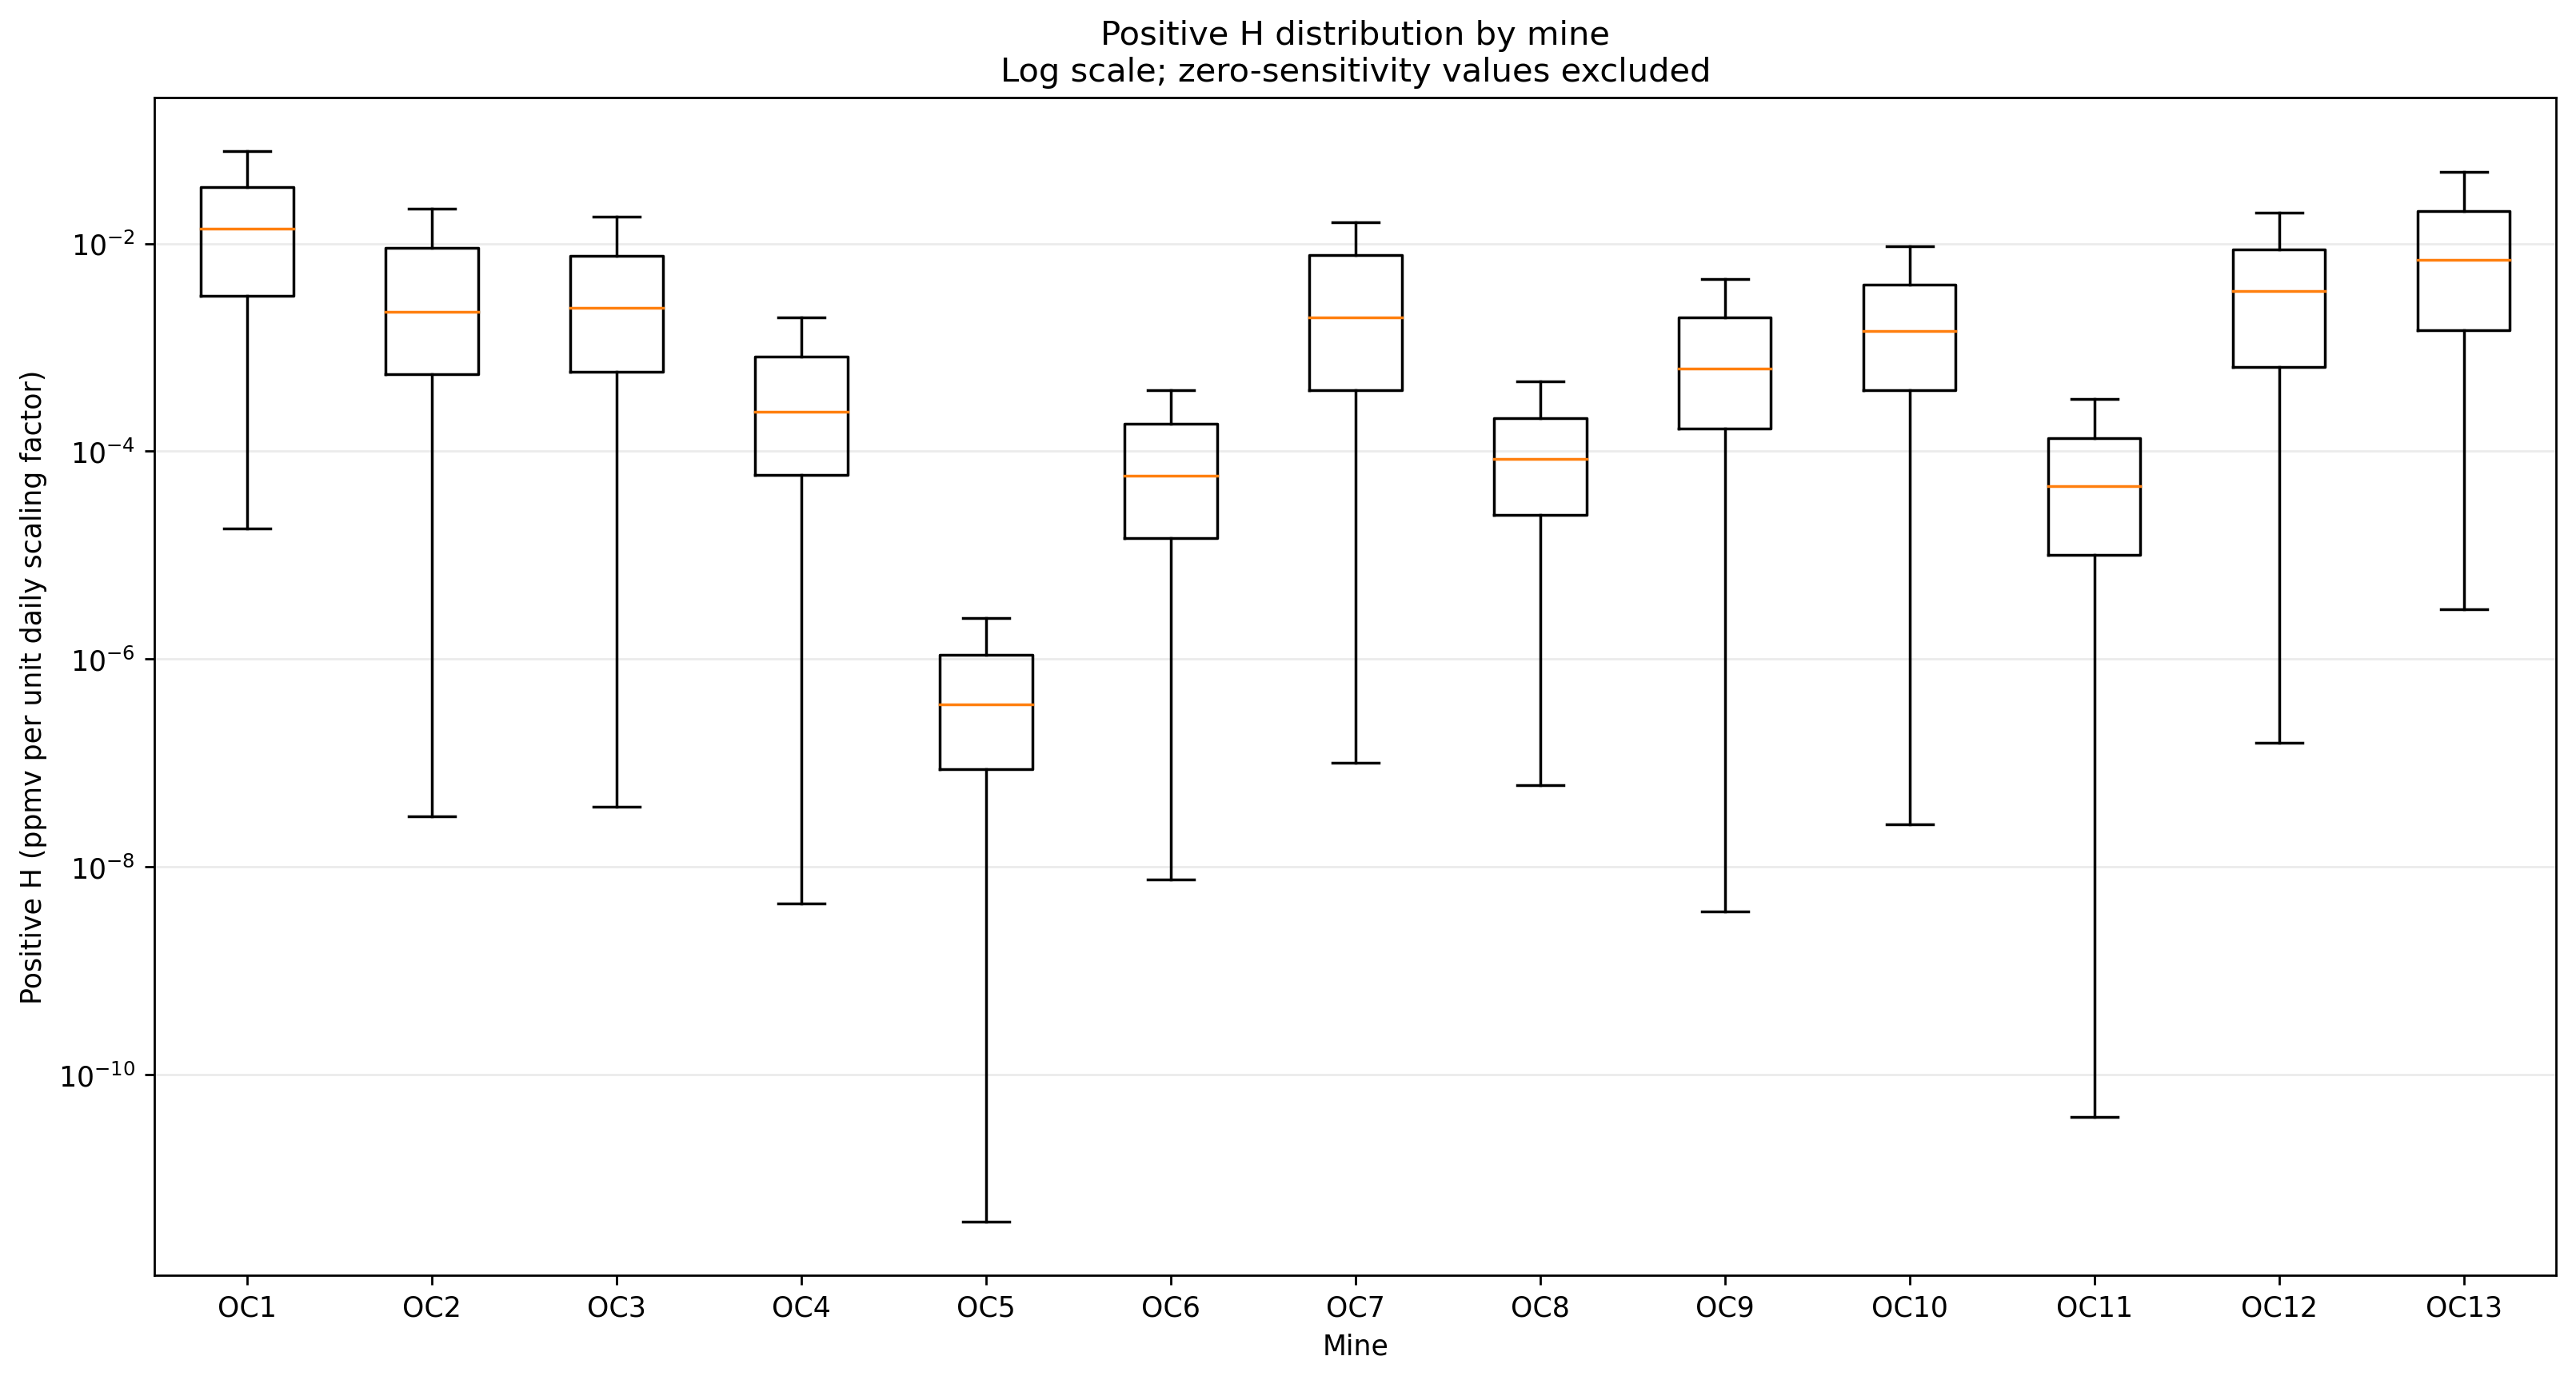 Positive H distribution by mine
Log scale; zero-sensitivity values excluded
Positive H (ppmv per unit daily scaling factor)
10⁻²
10⁻⁴
10⁻⁶
10⁻⁸
10⁻¹⁰
OC1 OC2 OC3 OC4 OC5 OC6 OC7 OC8 OC9 OC10 OC11 OC12 OC13
Mine